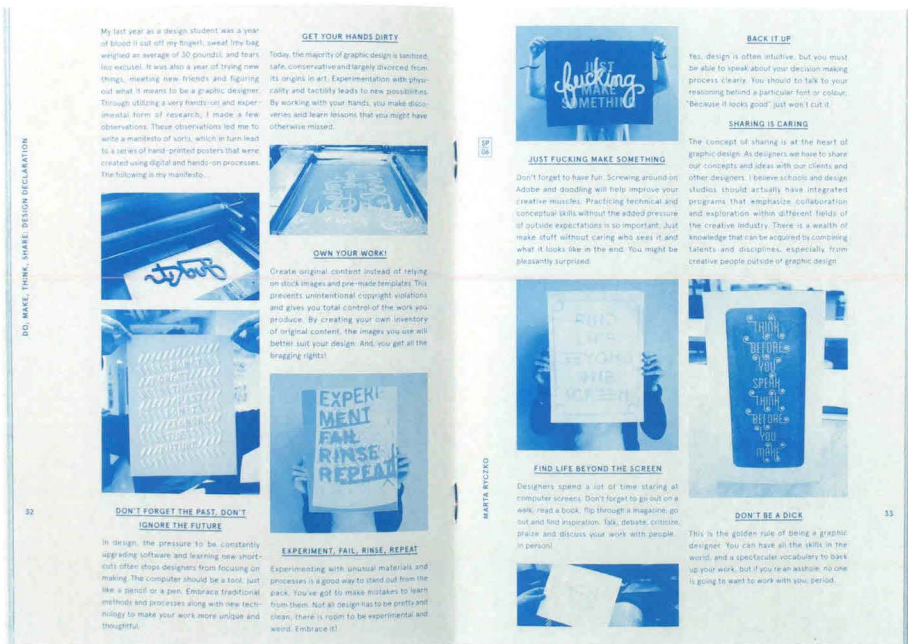 DO, MAKE, THINK, SHARE: DESIGN DECLARATION
32
My last year as a design student was a year
of blood (I cut off my finger), sweat (my bag
weighed an average of 30 pounds), and tears
(no excuse). It was also a year of trying new
things, meeting new friends and figuring
out what it means to be a graphic designer.
Through utilizing a very hands-on and exper-
imental form of research, I made a few
observations. These observations led me to
write a manifesto of sorts, which in turn lead
to a series of hand-printed posters that were
created using digital and hands-on processes.
The following is my manifesto...
DON'T FORGET THE PAST, DON'T
IGNORE THE FUTURE
In design, the pressure to be constantly
upgrading software and learning new short-
cuts often stops designers from focusing on
making. The computer should be a tool, just
like a pencil or a pen. Embrace traditional
methods and processes along with new tech-
nology to make your work more unique and
thoughtful.
GET YOUR HANDS DIRTY
Today, the majority of graphic design is sanitized,
safe, conservative and largely divorced from
its origins in art. Experimentation with physi-
cality and tactility leads to new possibilities.
By working with your hands, you make disco-
veries and learn lessons that you might have
otherwise missed.
OWN YOUR WORK!
Create original content instead of relying
on stock images and pre-made templates. This
prevents unintentional copyright violations
and gives you total control of the work you
produce. By creating your own inventory
of original content, the images you use will
better suit your design. And, you get all the
bragging rights!
EXPERI
MENT
FAIL
RINSE
REPEAT
EXPERIMENT, FAIL, RINSE, REPEAT
Experimenting with unusual materials and
processes is a good way to stand out from the
pack. You've got to make mistakes to learn
from them. Not all design has to be pretty and
clean, there is room to be experimental and
weird. Embrace it!
SP
06
MARTA RYCZKO
JUST
fucking
MAKE
SOMETHING
JUST FUCKING MAKE SOMETHING
Don't forget to have fun. Screwing around on
Adobe and doodling will help improve your
creative muscles. Practicing technical and
conceptual skills without the added pressure
of outside expectations is so important. Just
make stuff without caring who sees it and
what it looks like in the end. You might be
pleasantly surprized.
FIND LIFE BEYOND THE SCREEN
Designers spend a lot of time staring at
computer screens. Don't forget to go out on a
walk, read a book, flip through a magazine, go
out and find inspiration. Talk, debate, criticize,
praize and discuss your work with people.
In person!
BACK IT UP
Yes, design is often intuitive, but you must
be able to speak about your decision making
process clearly. You should to talk to your
reasoning behind a particular font or colour.
"Because it looks good" just won't cut it.
SHARING IS CARING
The concept of sharing is at the heart of
graphic design. As designers we have to share
our concepts and ideas with our clients and
other designers. I believe schools and design
studios should actually have integrated
programs that emphasize collaboration
and exploration within different fields of
the creative industry. There is a wealth of
knowledge that can be acquired by combining
talents and disciplines, especially from
creative people outside of graphic design.
THINK
BEFORE
YOU
SPEAK
THINK
BEFORE
YOU
MAKE
DON'T BE A DICK
This is the golden rule of being a graphic
designer. You can have all the skills in the
world, and a spectacular vocabulary to back
up your work, but if you're an asshole, no one
is going to want to work with you, period.
33